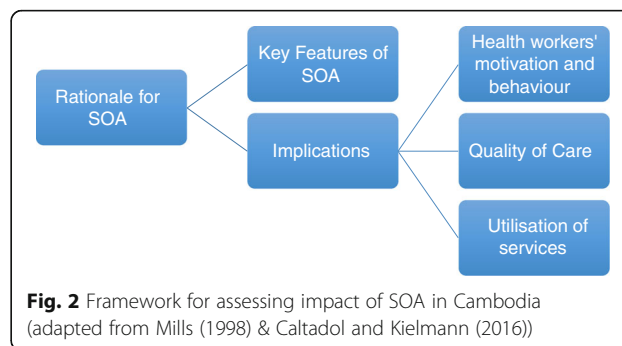 Key Features of
SOA
Health workers'
motivation and
behaviour
Rationale for
SOA
Implications
Quality of Care
Utilisation of
services
Fig. 2 Framework for assessing impact of SOA in Cambodia
(adapted from Mills (1998) & Caltadol and Kielmann (2016))